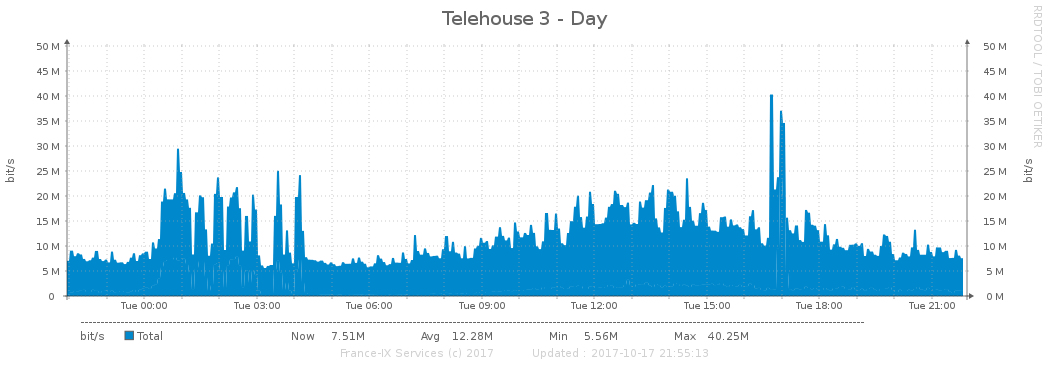 Telehouse 3 - Day
RRDTOOL / TOBI OETIKER
50 M 50 M
45 M 45 M
40 M 40 M
35 M 35 M
30 M 30 M
25 M 25 M
20 M 20 M
15 M 15 M
10 M 10 M
5 M 5 M
0 0 M
bit/s bit/s
Tue 00:00 Tue 03:00 Tue 06:00 Tue 09:00 Tue 12:00 Tue 15:00 Tue 18:00 Tue 21:00
bit/s Total Now 7.51M Avg 12.28M Min 5.56M Max 40.25M
France-IX Services (c) 2017 Updated : 2017-10-17 21:55:13